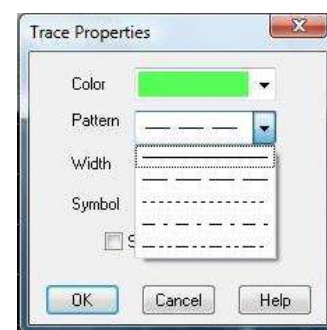 Trace Properties
Color
Pattern
Width
Symbol
OK Cancel Help